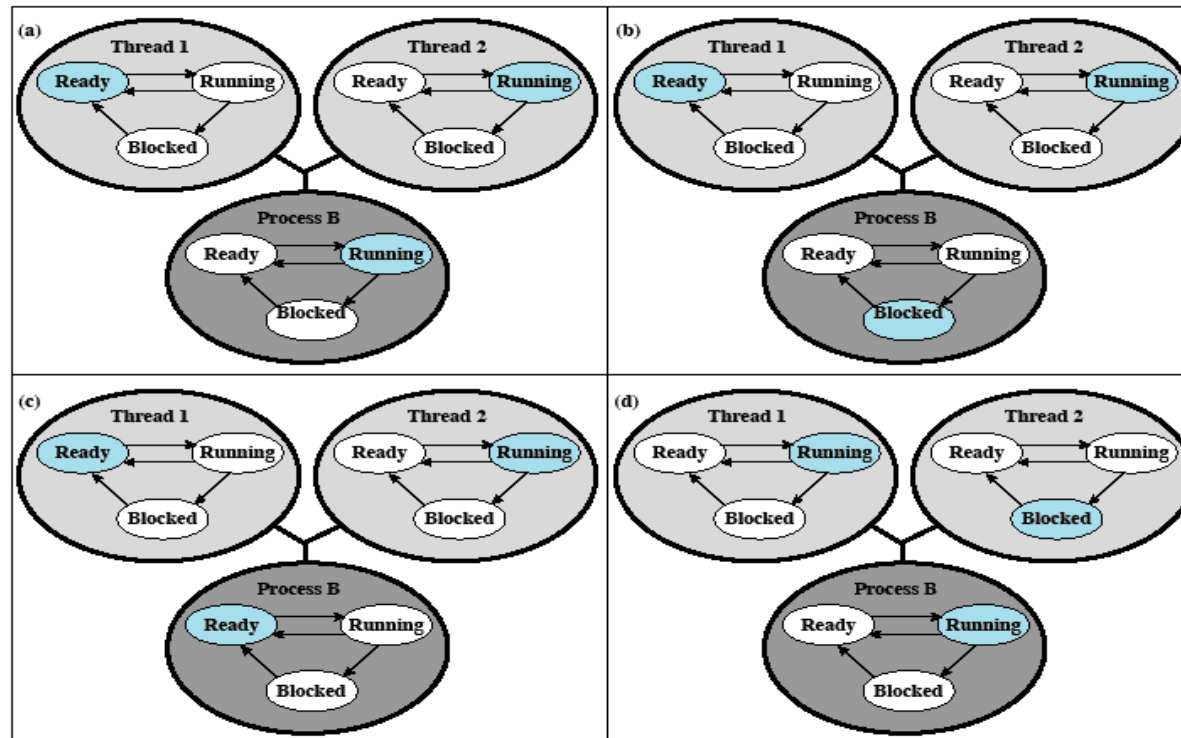 (a)
Thread 1
Ready Running
Blocked
Thread 2
Ready Running
Blocked
Process B
Ready Running
Blocked
(b)
Thread 1
Ready Running
Blocked
Thread 2
Ready Running
Blocked
Process B
Ready Running
Blocked
(c)
Thread 1
Ready Running
Blocked
Thread 2
Ready Running
Blocked
Process B
Ready Running
Blocked
(d)
Thread 1
Ready Running
Blocked
Thread 2
Ready Running
Blocked
Process B
Ready Running
Blocked